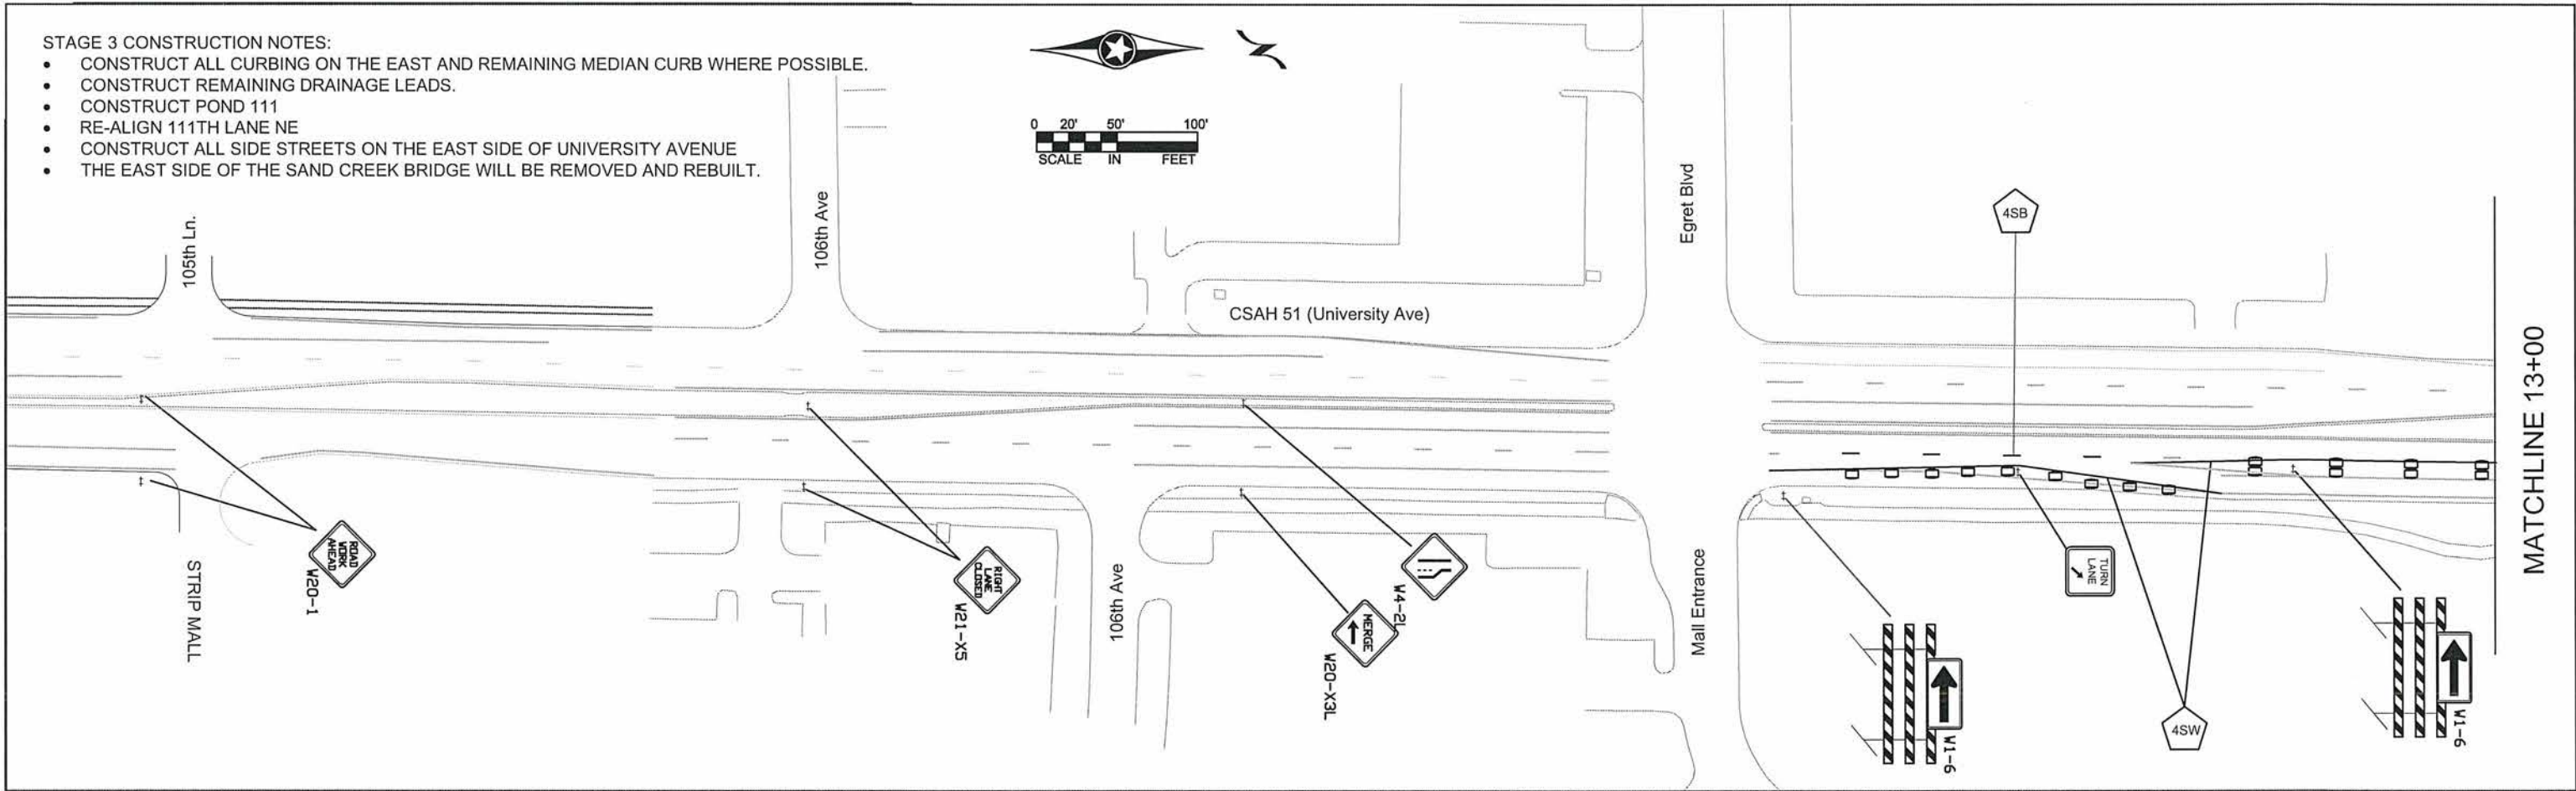 STAGE 3 CONSTRUCTION NOTES:
• CONSTRUCT ALL CURBING ON THE EAST AND REMAINING MEDIAN CURB WHERE POSSIBLE.
• CONSTRUCT REMAINING DRAINAGE LEADS.
• CONSTRUCT POND 111
• RE-ALIGN 111TH LANE NE
• CONSTRUCT ALL SIDE STREETS ON THE EAST SIDE OF UNIVERSITY AVENUE
• THE EAST SIDE OF THE SAND CREEK BRIDGE WILL BE REMOVED AND REBUILT.
N
0 20' 50' 100'
SCALE IN FEET
105th Ln.
106th Ave
Egret Blvd
4SB
CSAH 51 (University Ave)
MATCHLINE 13+00
STRIP MALL
ROAD
WORK
AHEAD
W20-1
RIGHT
LANE
CLOSED
W21-X5
106th Ave
W4-2L
MERGE
W20-X3L
Mall Entrance
TURN
LANE
W1-6
4SW
W1-6